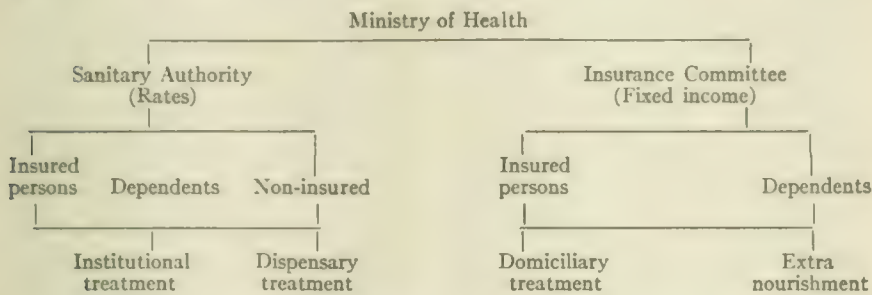 Ministry of Health
Sanitary Authority
(Rates)
Insurance Committee
(Fixed income)
Insured
persons Dependents Non-insured
Insured
persons Dependents
Institutional
treatment
Dispensary
treatment
Domiciliary
treatment
Extra
nourishment